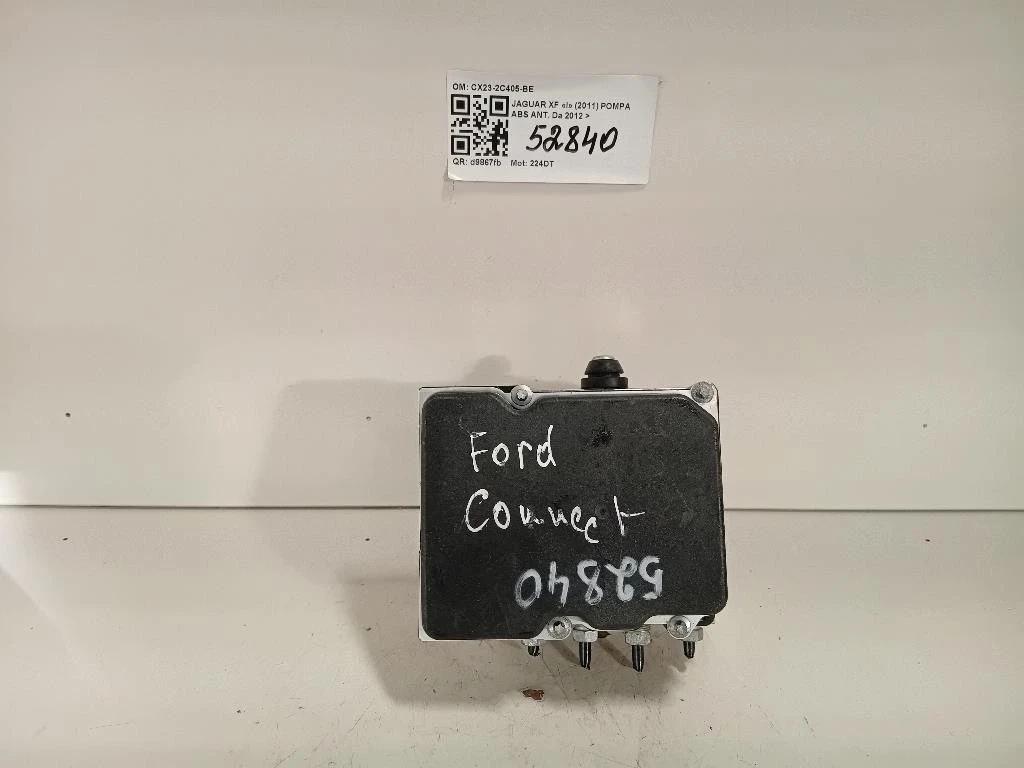 OM: CX23-2C405-BE
JAGUAR XF s/b (2011) POMPA
ABS ANT. Da 2012 >
52840
QR: d9867fb Mot: 224DT
Ford
Connect
52840